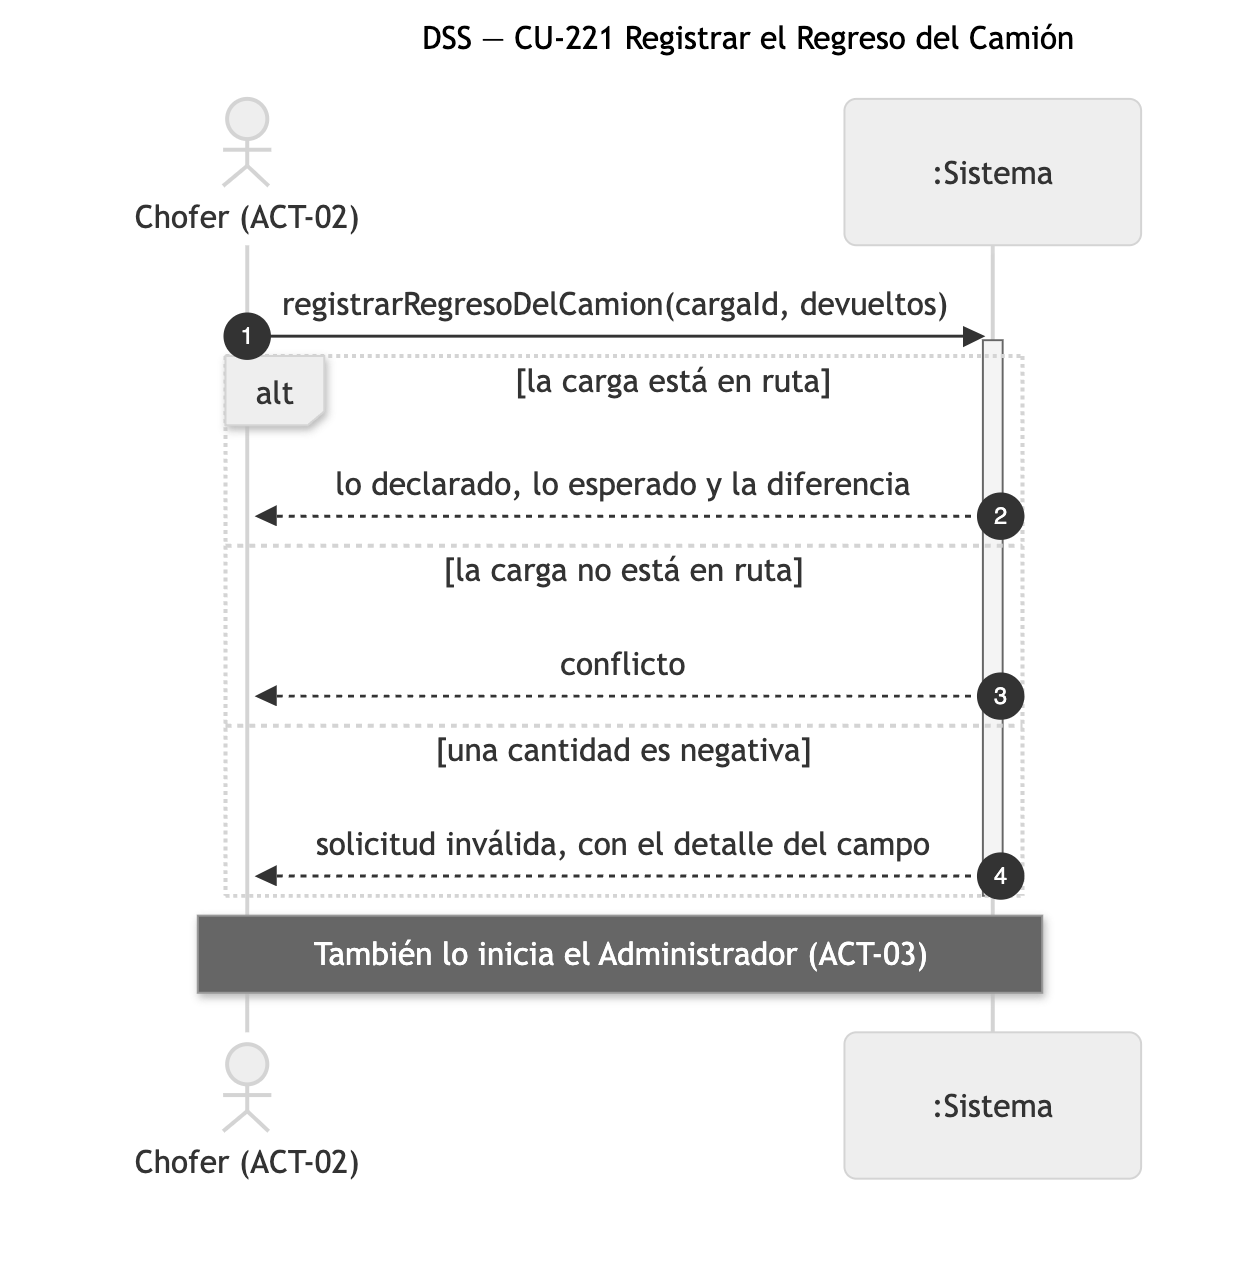 DSS — CU-221 Registrar el Regreso del Camión
Chofer (ACT-02)
:Sistema
registrarRegresoDelCamion(cargaId, devueltos)
1
alt
[la carga está en ruta]
lo declarado, lo esperado y la diferencia
2
[la carga no está en ruta]
conflicto
3
[una cantidad es negativa]
solicitud inválida, con el detalle del campo
4
También lo inicia el Administrador (ACT-03)
Chofer (ACT-02)
:Sistema